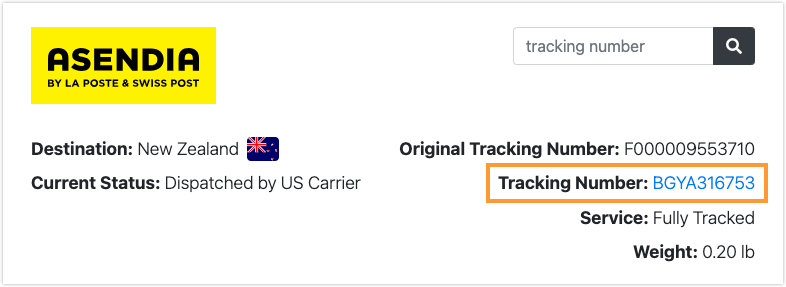 ASENDIA
BY LA POSTE & SWISS POST
tracking number
Destination: New Zealand
Current Status: Dispatched by US Carrier
Original Tracking Number: F000009553710
Tracking Number: BGYA316753
Service: Fully Tracked
Weight: 0.20 lb